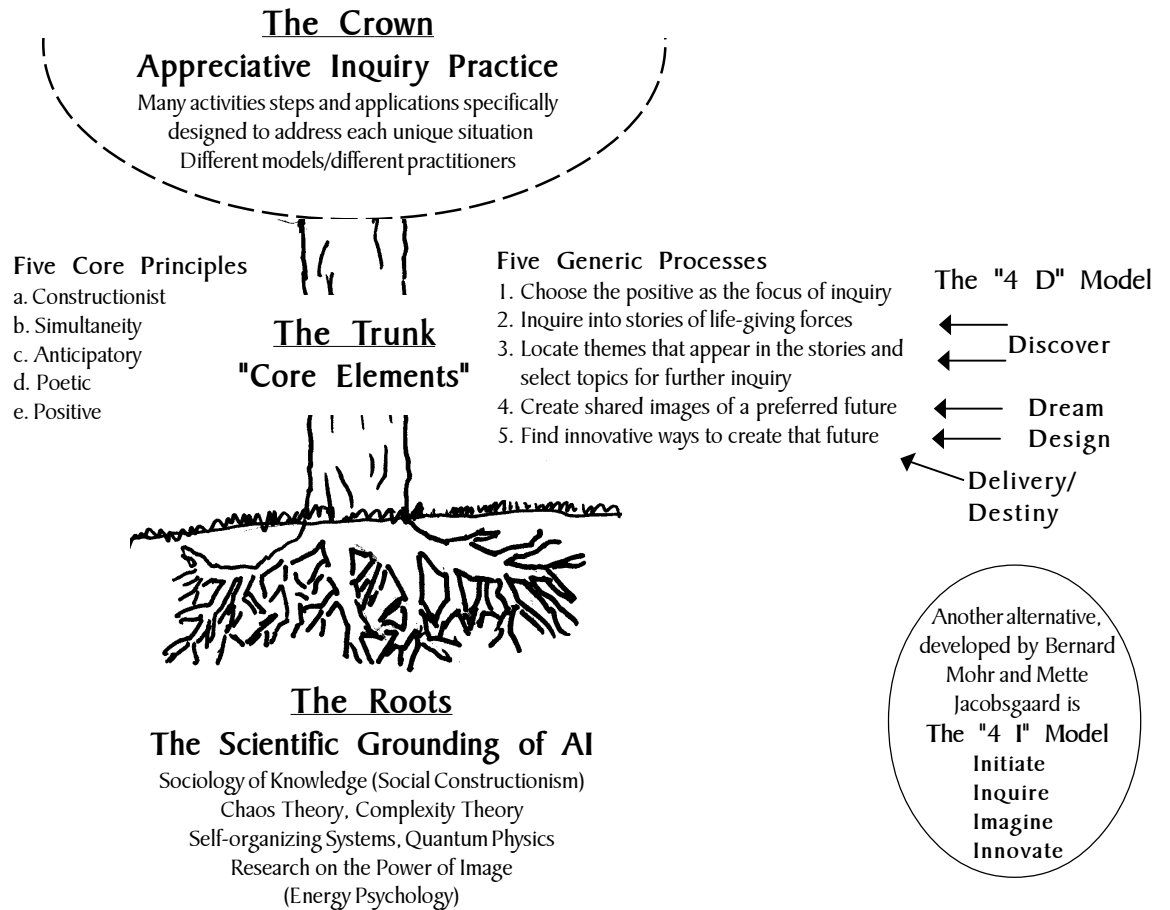 The Crown
Appreciative Inquiry Practice
Many activities steps and applications specifically
designed to address each unique situation
Different models/different practitioners
Five Core Principles
a. Constructionist
b. Simultaneity
c. Anticipatory
d. Poetic
e. Positive
The Trunk
"Core Elements"
Five Generic Processes
1. Choose the positive as the focus of inquiry
2. Inquire into stories of life-giving forces
3. Locate themes that appear in the stories and
select topics for further inquiry
4. Create shared images of a preferred future
5. Find innovative ways to create that future
The "4 D" Model
Discover
Dream
Design
Delivery/
Destiny
The Roots
The Scientific Grounding of AI
Sociology of Knowledge (Social Constructionism)
Chaos Theory, Complexity Theory
Self-organizing Systems, Quantum Physics
Research on the Power of Image
(Energy Psychology)
Another alternative,
developed by Bernard
Mohr and Mette
Jacobsgaard is
The "4 I" Model
Initiate
Inquire
Imagine
Innovate